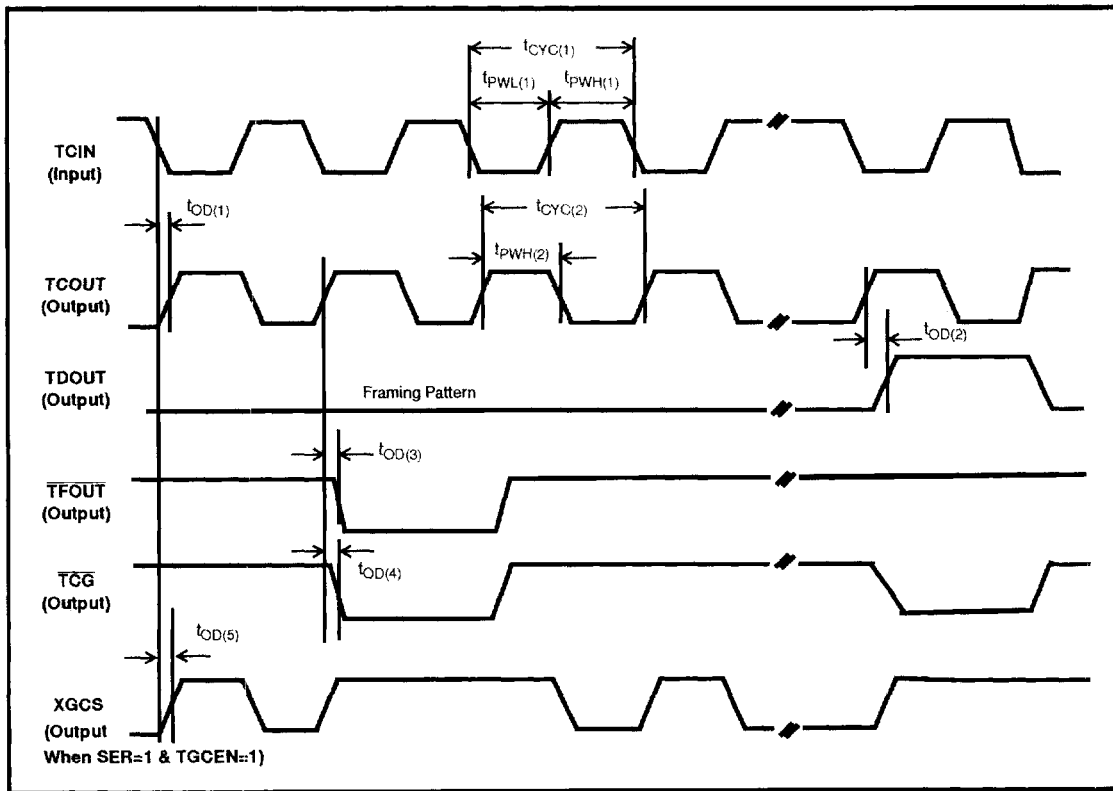 tCYC(1)
tPWL(1) tPWH(1)
TCIN
(Input)
tOD(1)
tCYC(2)
tPWH(2)
TCOUT
(Output)
tOD(2)
TDOUT
(Output)
Framing Pattern
tOD(3)
TFOUT
(Output)
tOD(4)
TCG
(Output)
tOD(5)
XGCS
(Output
When SER=1 & TGCEN=1)